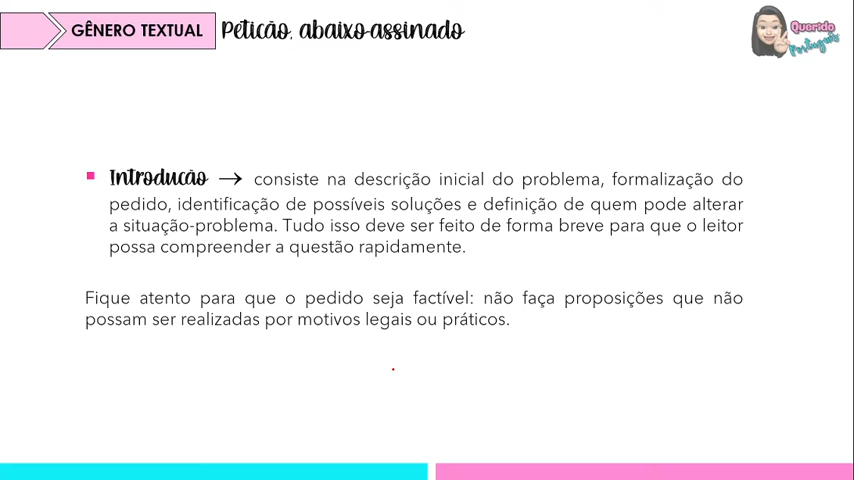 GÊNERO TEXTUAL Petição, abaixo-assinado
Querido
Português
Introdução → consiste na descrição inicial do problema, formalização do
pedido, identificação de possíveis soluções e definição de quem pode alterar
a situação-problema. Tudo isso deve ser feito de forma breve para que o leitor
possa compreender a questão rapidamente.
Fique atento para que o pedido seja factível: não faça proposições que não
possam ser realizadas por motivos legais ou práticos.